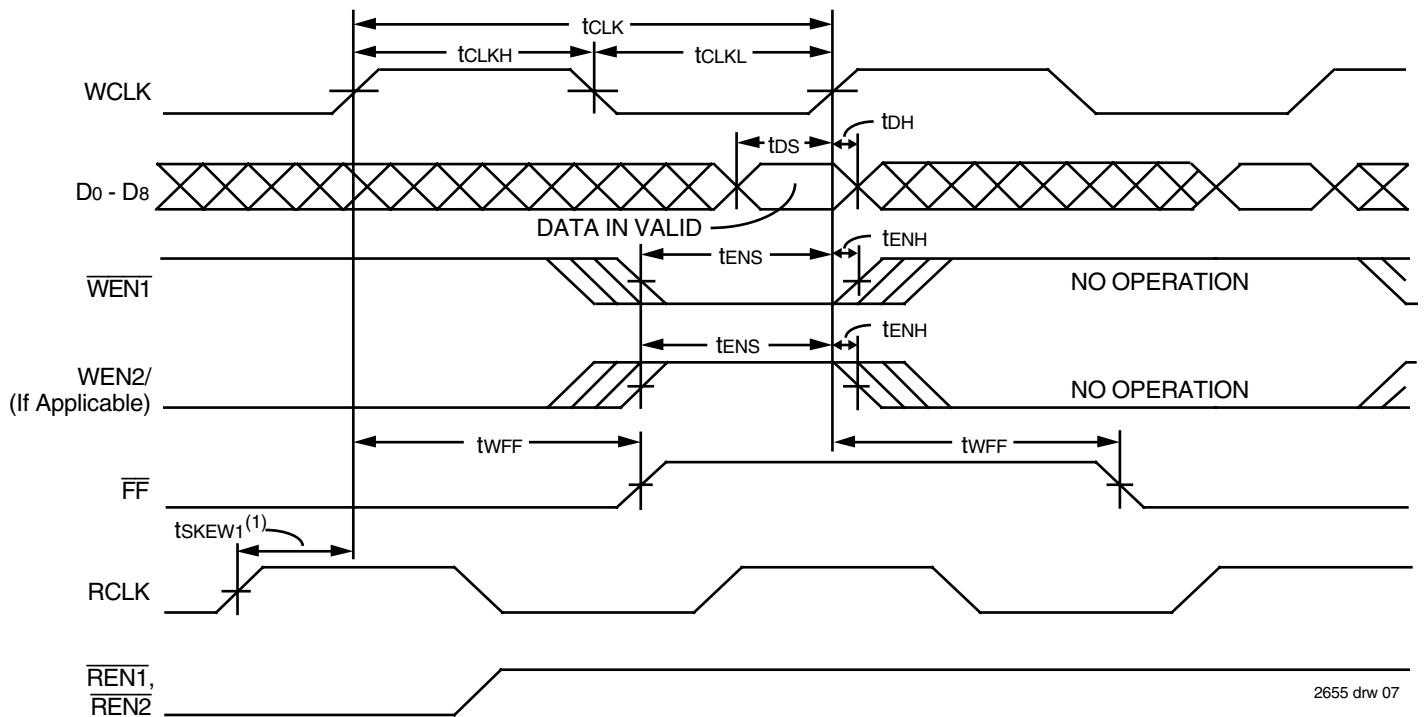 tCLK
tCLKH
tCLKL
WCLK
tDH
tDS
D0 - D8
DATA IN VALID
tENH
tENS
WEN1
NO OPERATION
tENH
tENS
WEN2/
(If Applicable)
NO OPERATION
tWFF
tWFF
FF
tSKEW1(1)
RCLK
REN1,
REN2
2655 drw 07